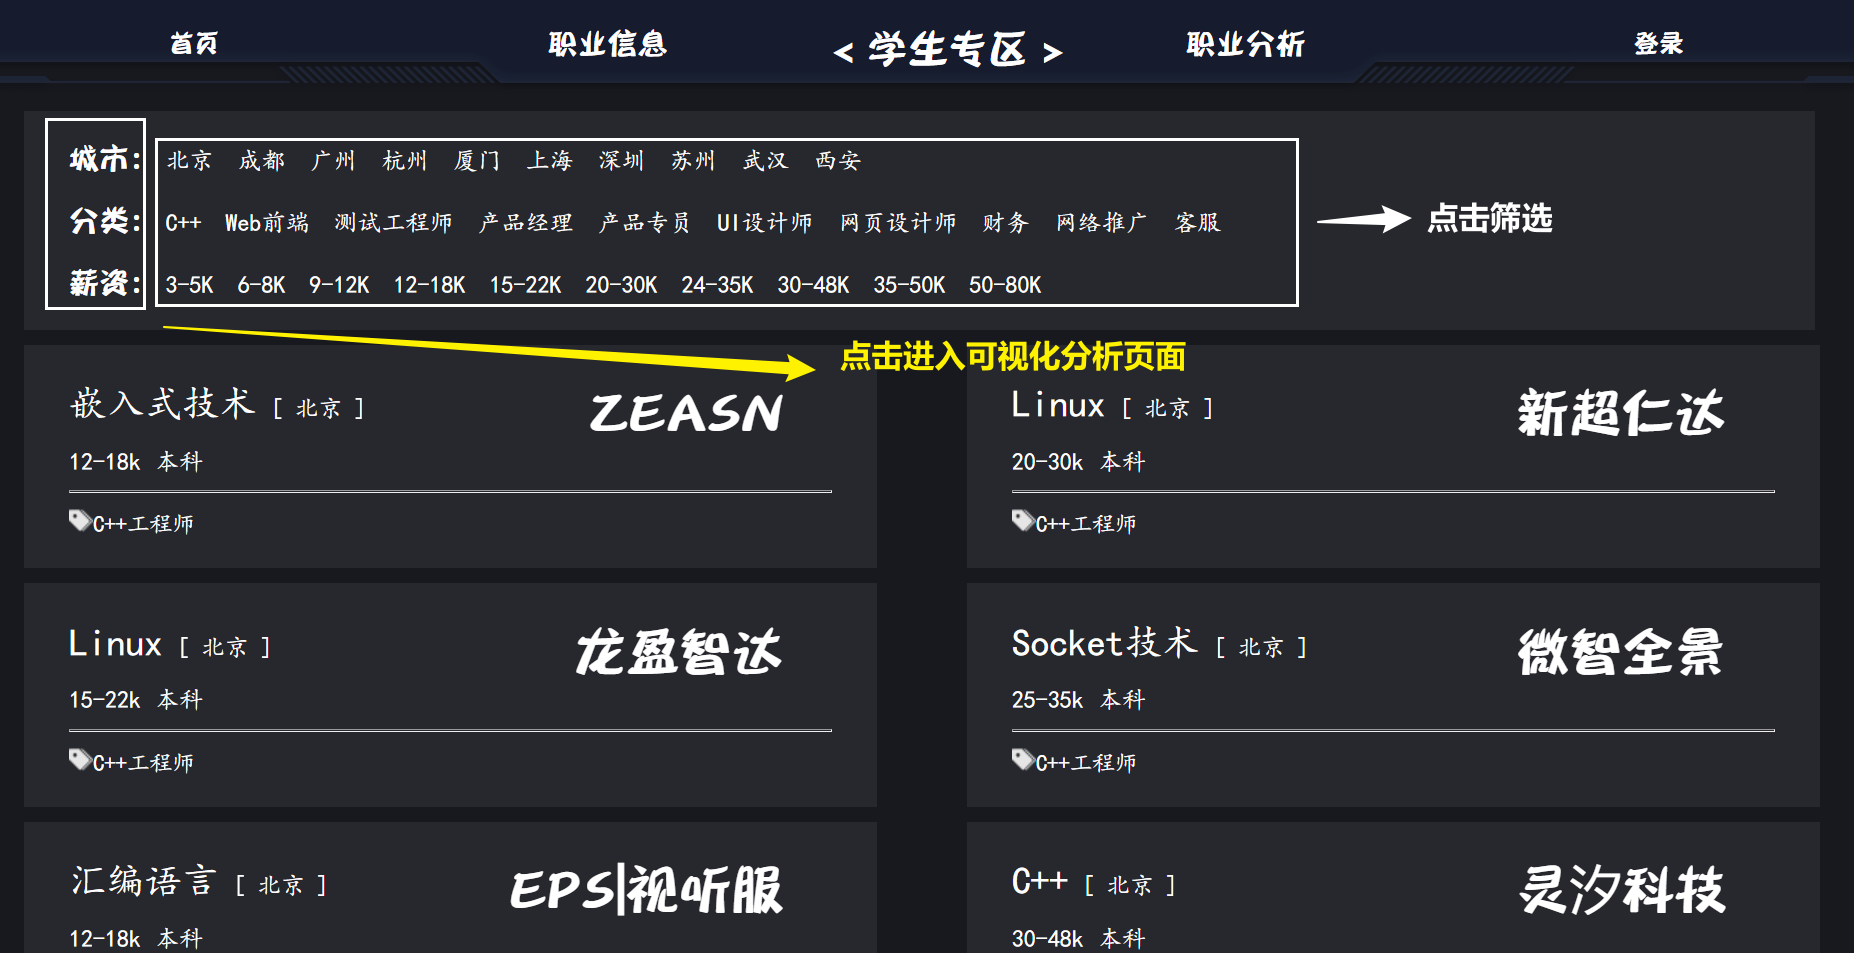 首页 职业信息 < 学生专区 > 职业分析 登录
城市: 北京 成都 广州 杭州 厦门 上海 深圳 苏州 武汉 西安
分类: C++ Web前端 测试工程师 产品经理 产品专员 UI设计师 网页设计师 财务 网络推广 客服
点击筛选
薪资: 3-5K 6-8K 9-12K 12-18K 15-22K 20-30K 24-35K 30-48K 35-50K 50-80K
点击进入可视化分析页面
嵌入式技术 [ 北京 ] ZEASN
12-18k 本科
C++工程师
Linux [ 北京 ] 新超仁达
20-30k 本科
C++工程师
Linux [ 北京 ] 龙盈智达
15-22k 本科
C++工程师
Socket技术 [ 北京 ] 微智全景
25-35k 本科
C++工程师
汇编语言 [ 北京 ] EPS|视听服
12-18k 本科
C++ [ 北京 ] 灵汐科技
30-48k 本科